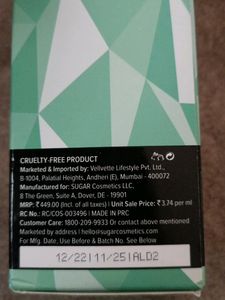 CRUELTY-FREE PRODUCT
Marketed & Imported by: Vellvette Lifestyle Pvt. Ltd.,
B-1004, Palatial Heights, Andheri (E), Mumbai - 400072
Manufactured for: SUGAR Cosmetics LLC,
8 The Green, Suite A, Dover, DE - 19901
MRP: ₹449.00 (Incl. of all taxes) | Unit Sale Price: ₹3.74 per ml
RC No.: RC/COS-003496 | MADE IN PRC
Customer Care: 1800-209-9933 Or contact above mentioned
Marketed by address | hello@sugarcosmetics.com
For Mfg. Date, Use Before & Batch No. See Below
12/22|11/25|ALD2